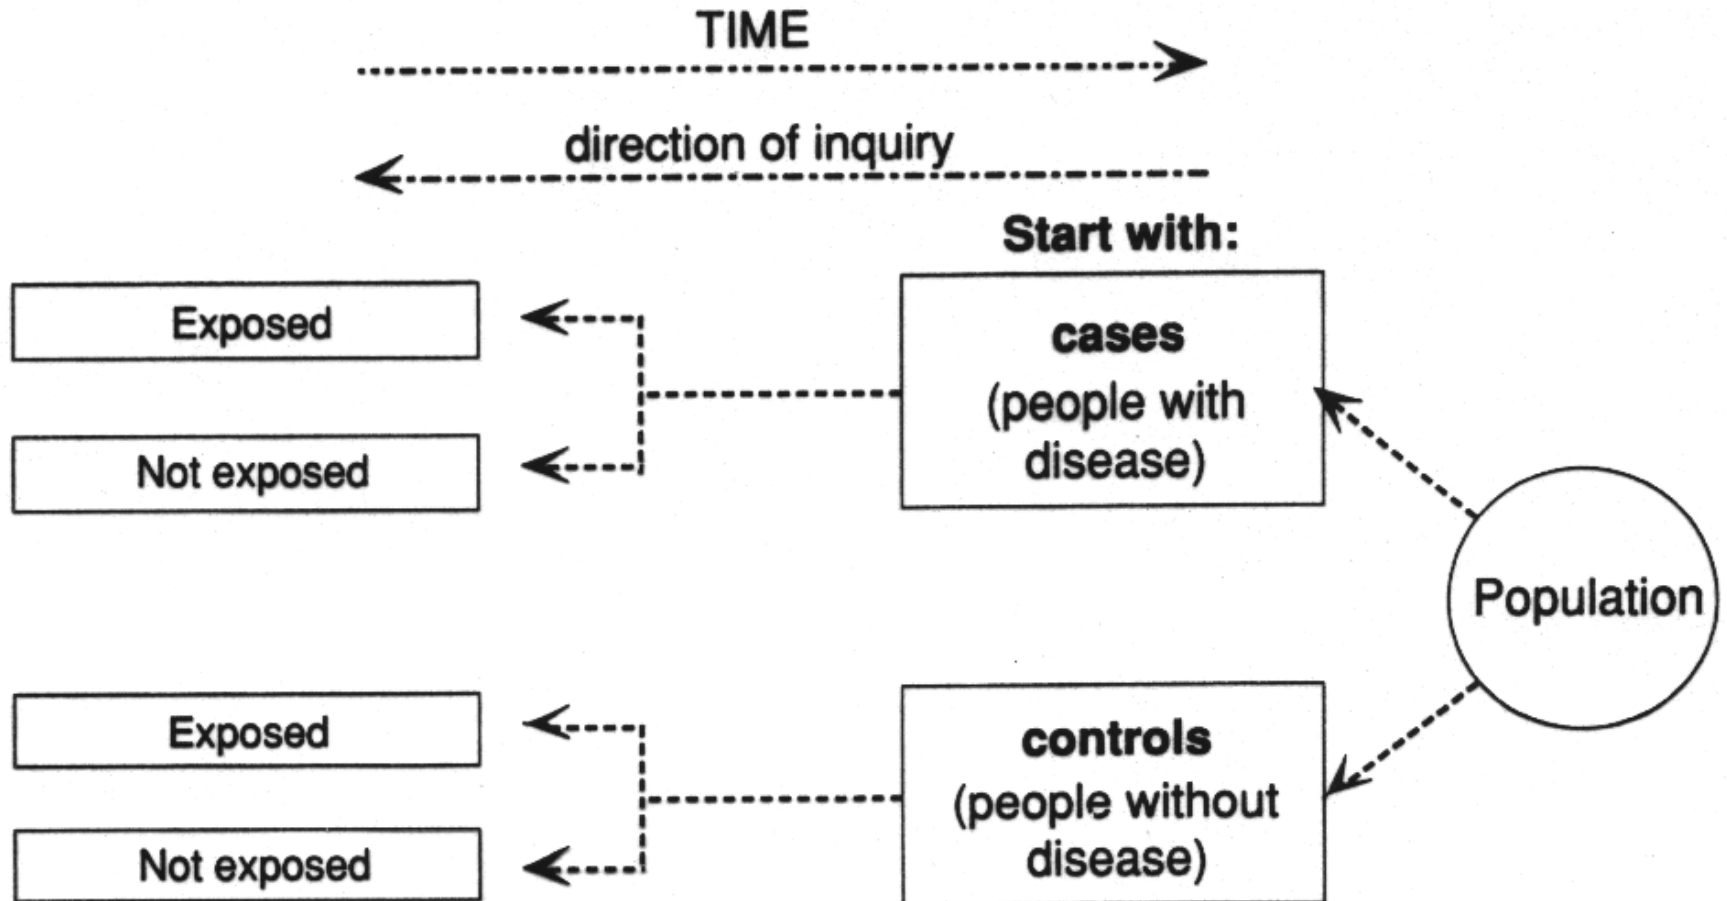 TIME
direction of inquiry
Start with:
Exposed
cases
(people with
disease)
Not exposed
Population
Exposed
controls
(people without
disease)
Not exposed